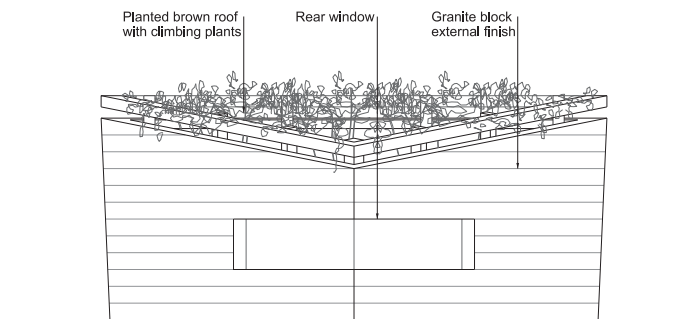 Planted brown roof
with climbing plants
Rear window
Granite block
external finish